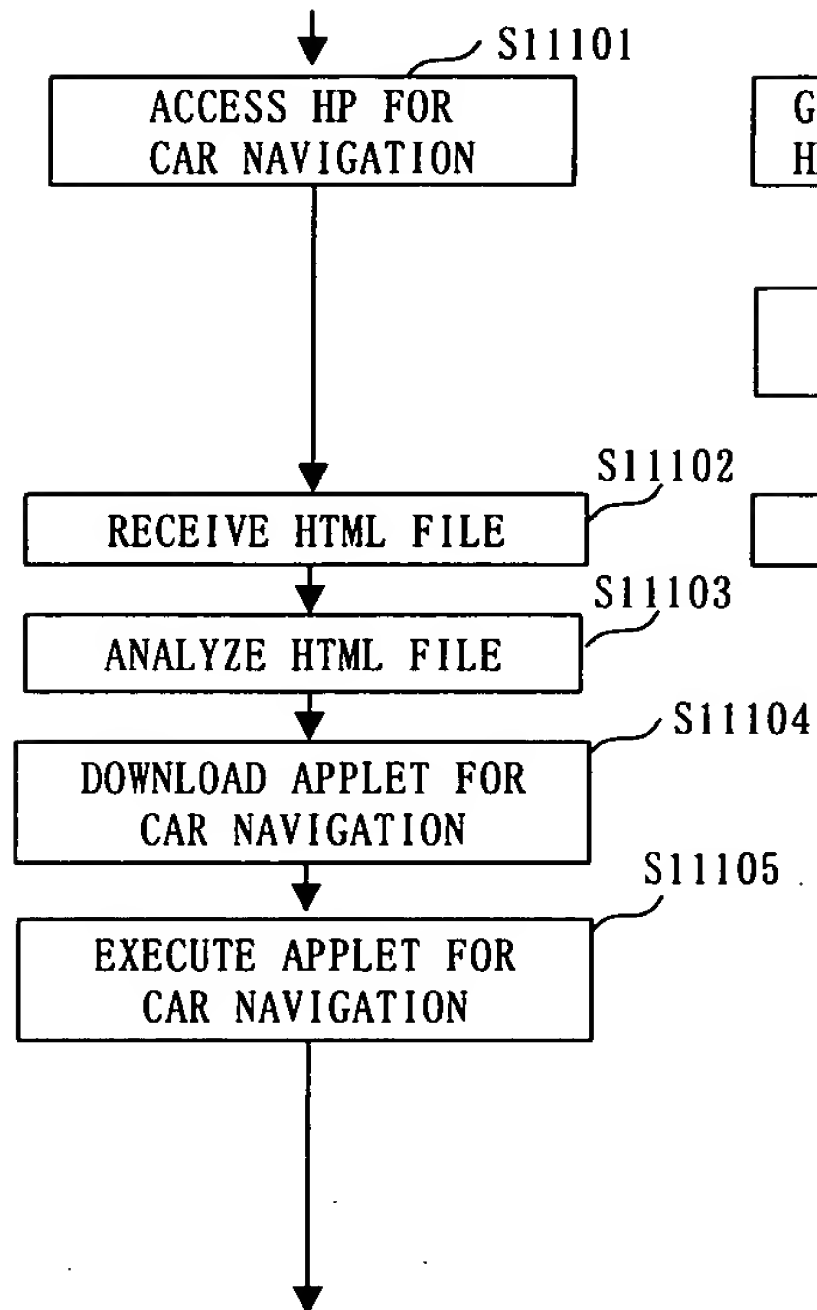 S11101
ACCESS HP FOR
CAR NAVIGATION
G
H
S11102
RECEIVE HTML FILE
S11103
ANALYZE HTML FILE
S11104
DOWNLOAD APPLET FOR
CAR NAVIGATION
S11105
EXECUTE APPLET FOR
CAR NAVIGATION